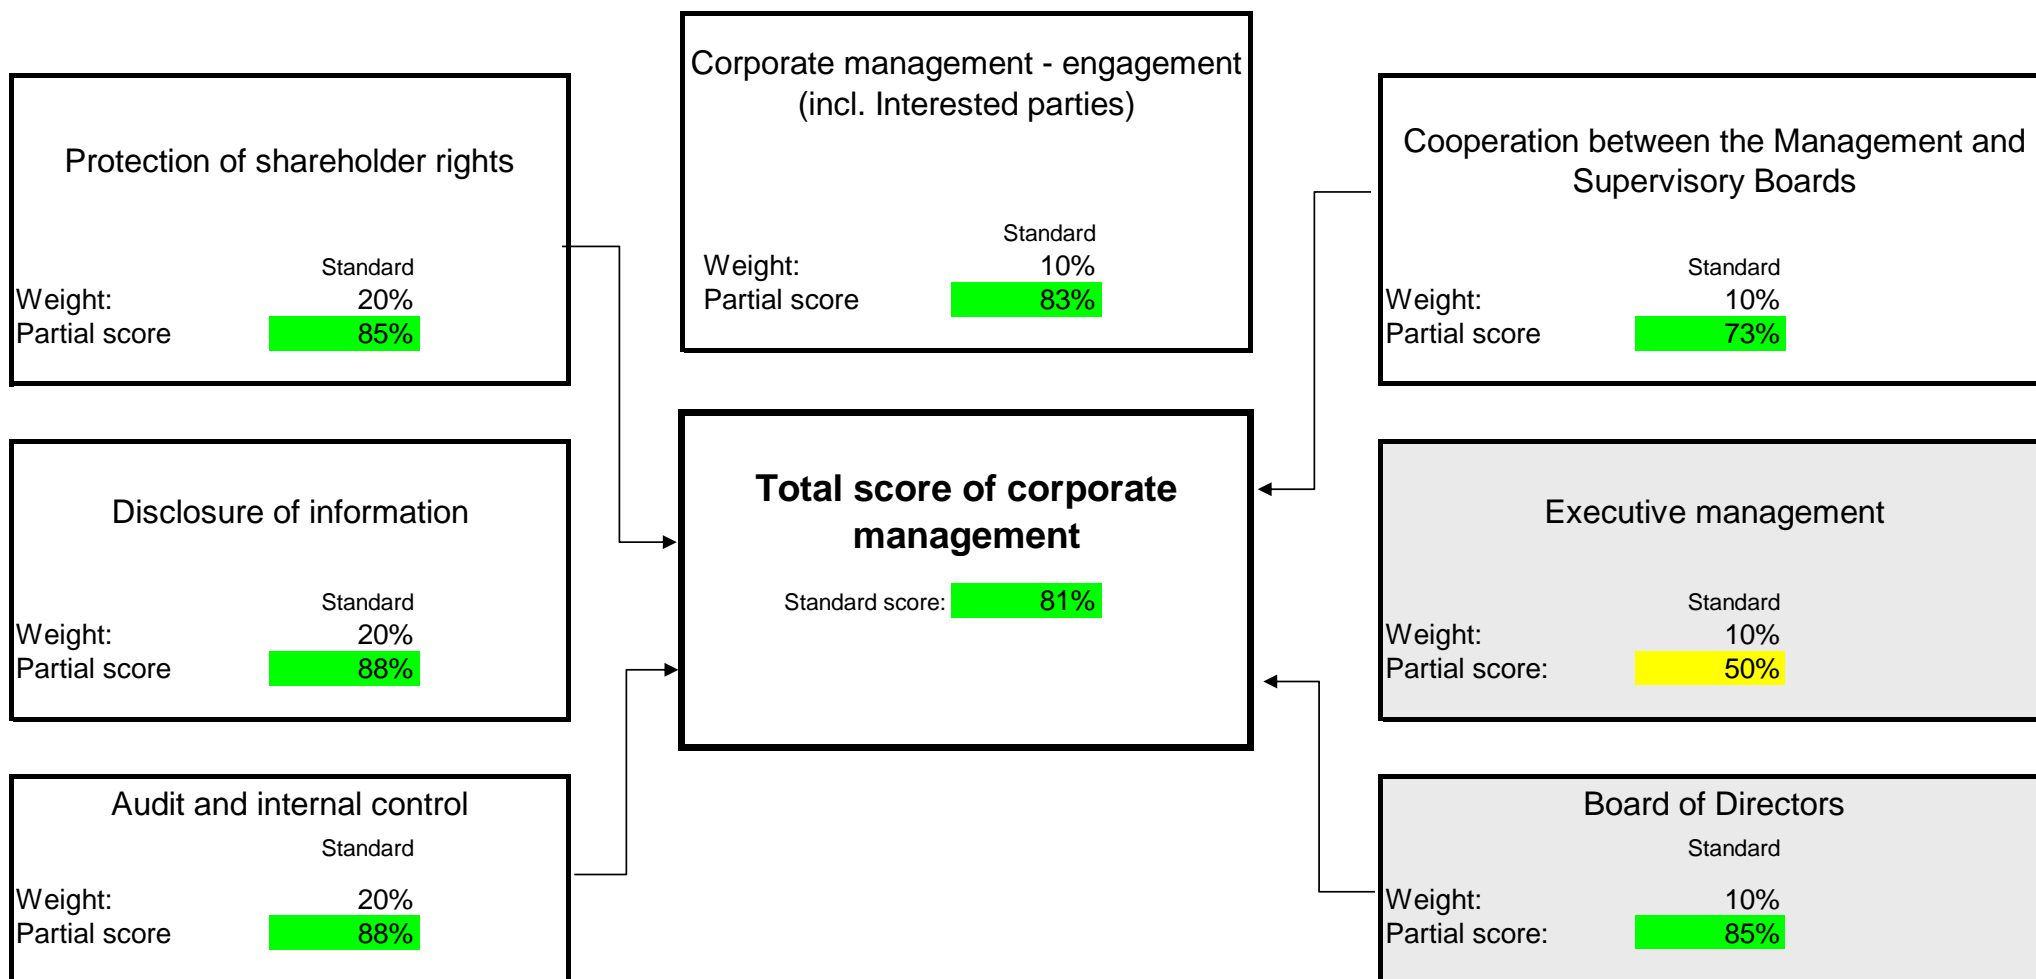 Corporate management - engagement
(incl. Interested parties)
Standard
Weight: 10%
Partial score 83%
Protection of shareholder rights
Standard
Weight: 20%
Partial score 85%
Cooperation between the Management and
Supervisory Boards
Standard
Weight: 10%
Partial score 73%
Disclosure of information
Standard
Weight: 20%
Partial score 88%
Total score of corporate
management
Standard score: 81%
Executive management
Standard
Weight: 10%
Partial score: 50%
Audit and internal control
Standard
Weight: 20%
Partial score 88%
Board of Directors
Standard
Weight: 10%
Partial score: 85%